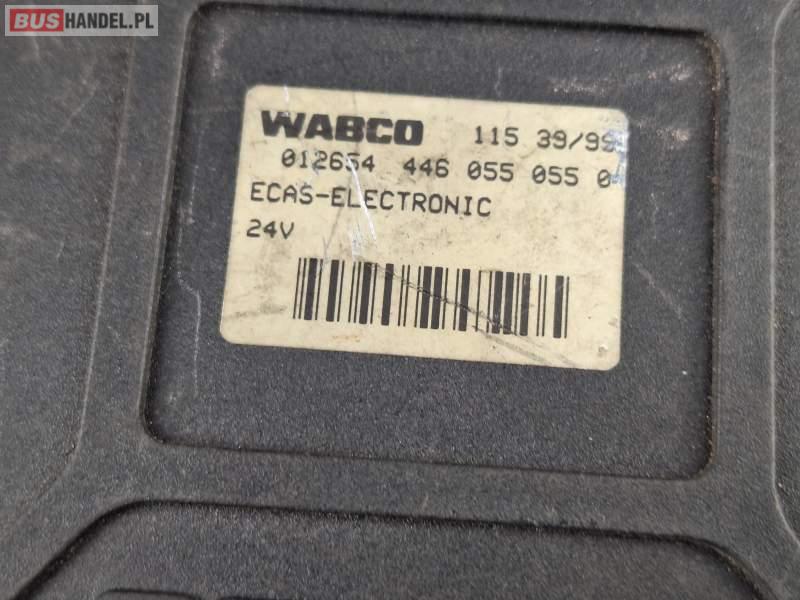 BUSHANDEL.PL
WABCO 115 39/99
012654 446 055 055 0
ECAS-ELECTRONIC
24V